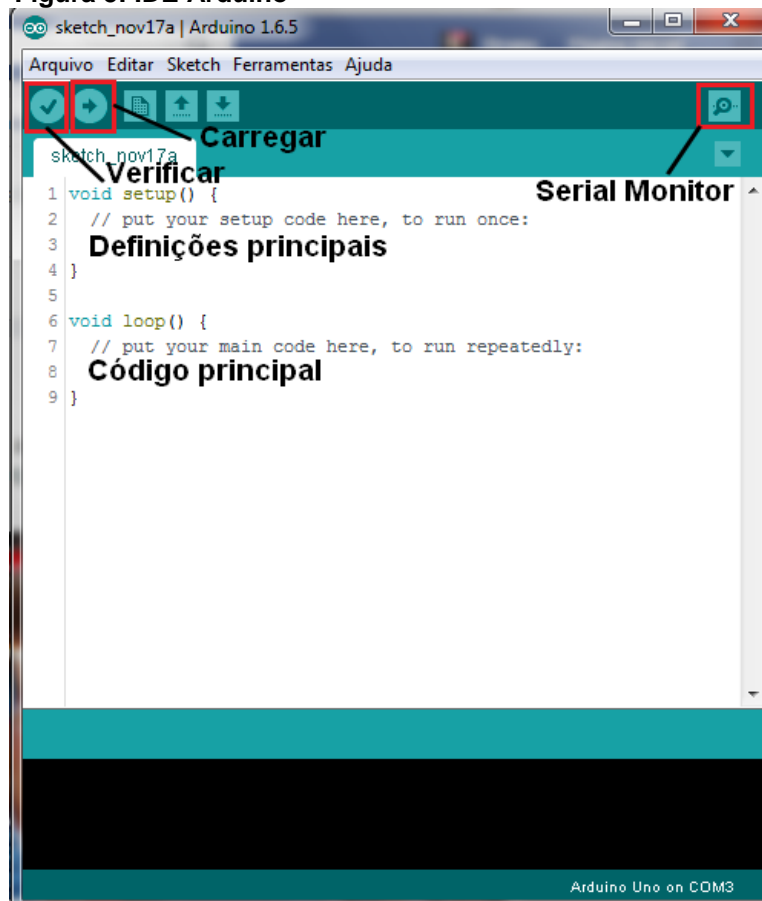 sketch_nov17a | Arduino 1.6.5
Arquivo Editar Sketch Ferramentas Ajuda
Carregar
sketch_nov17a
Verificar
Serial Monitor
1 void setup() {
2 // put your setup code here, to run once:
3 Definições principais
4 }
5
6 void loop() {
7 // put your main code here, to run repeatedly:
8 Código principal
9 }
Arduino Uno on COM3